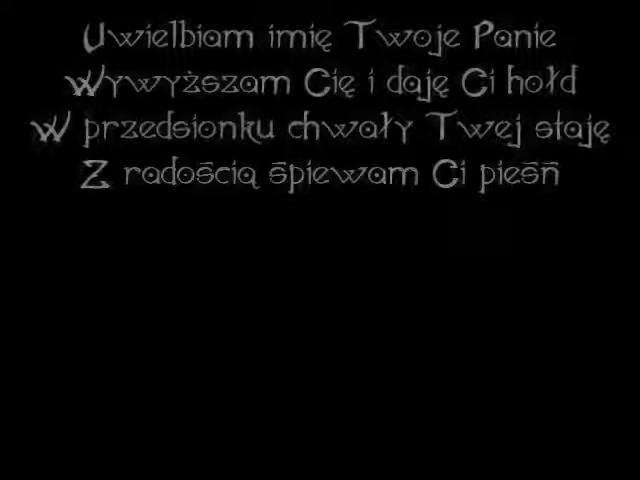 Uwielbiam imię Twoje Panie
Wywyższam Cię i daję Ci hołd
W przedsionku chwały Twej staję
Z radością śpiewam Ci pieśń